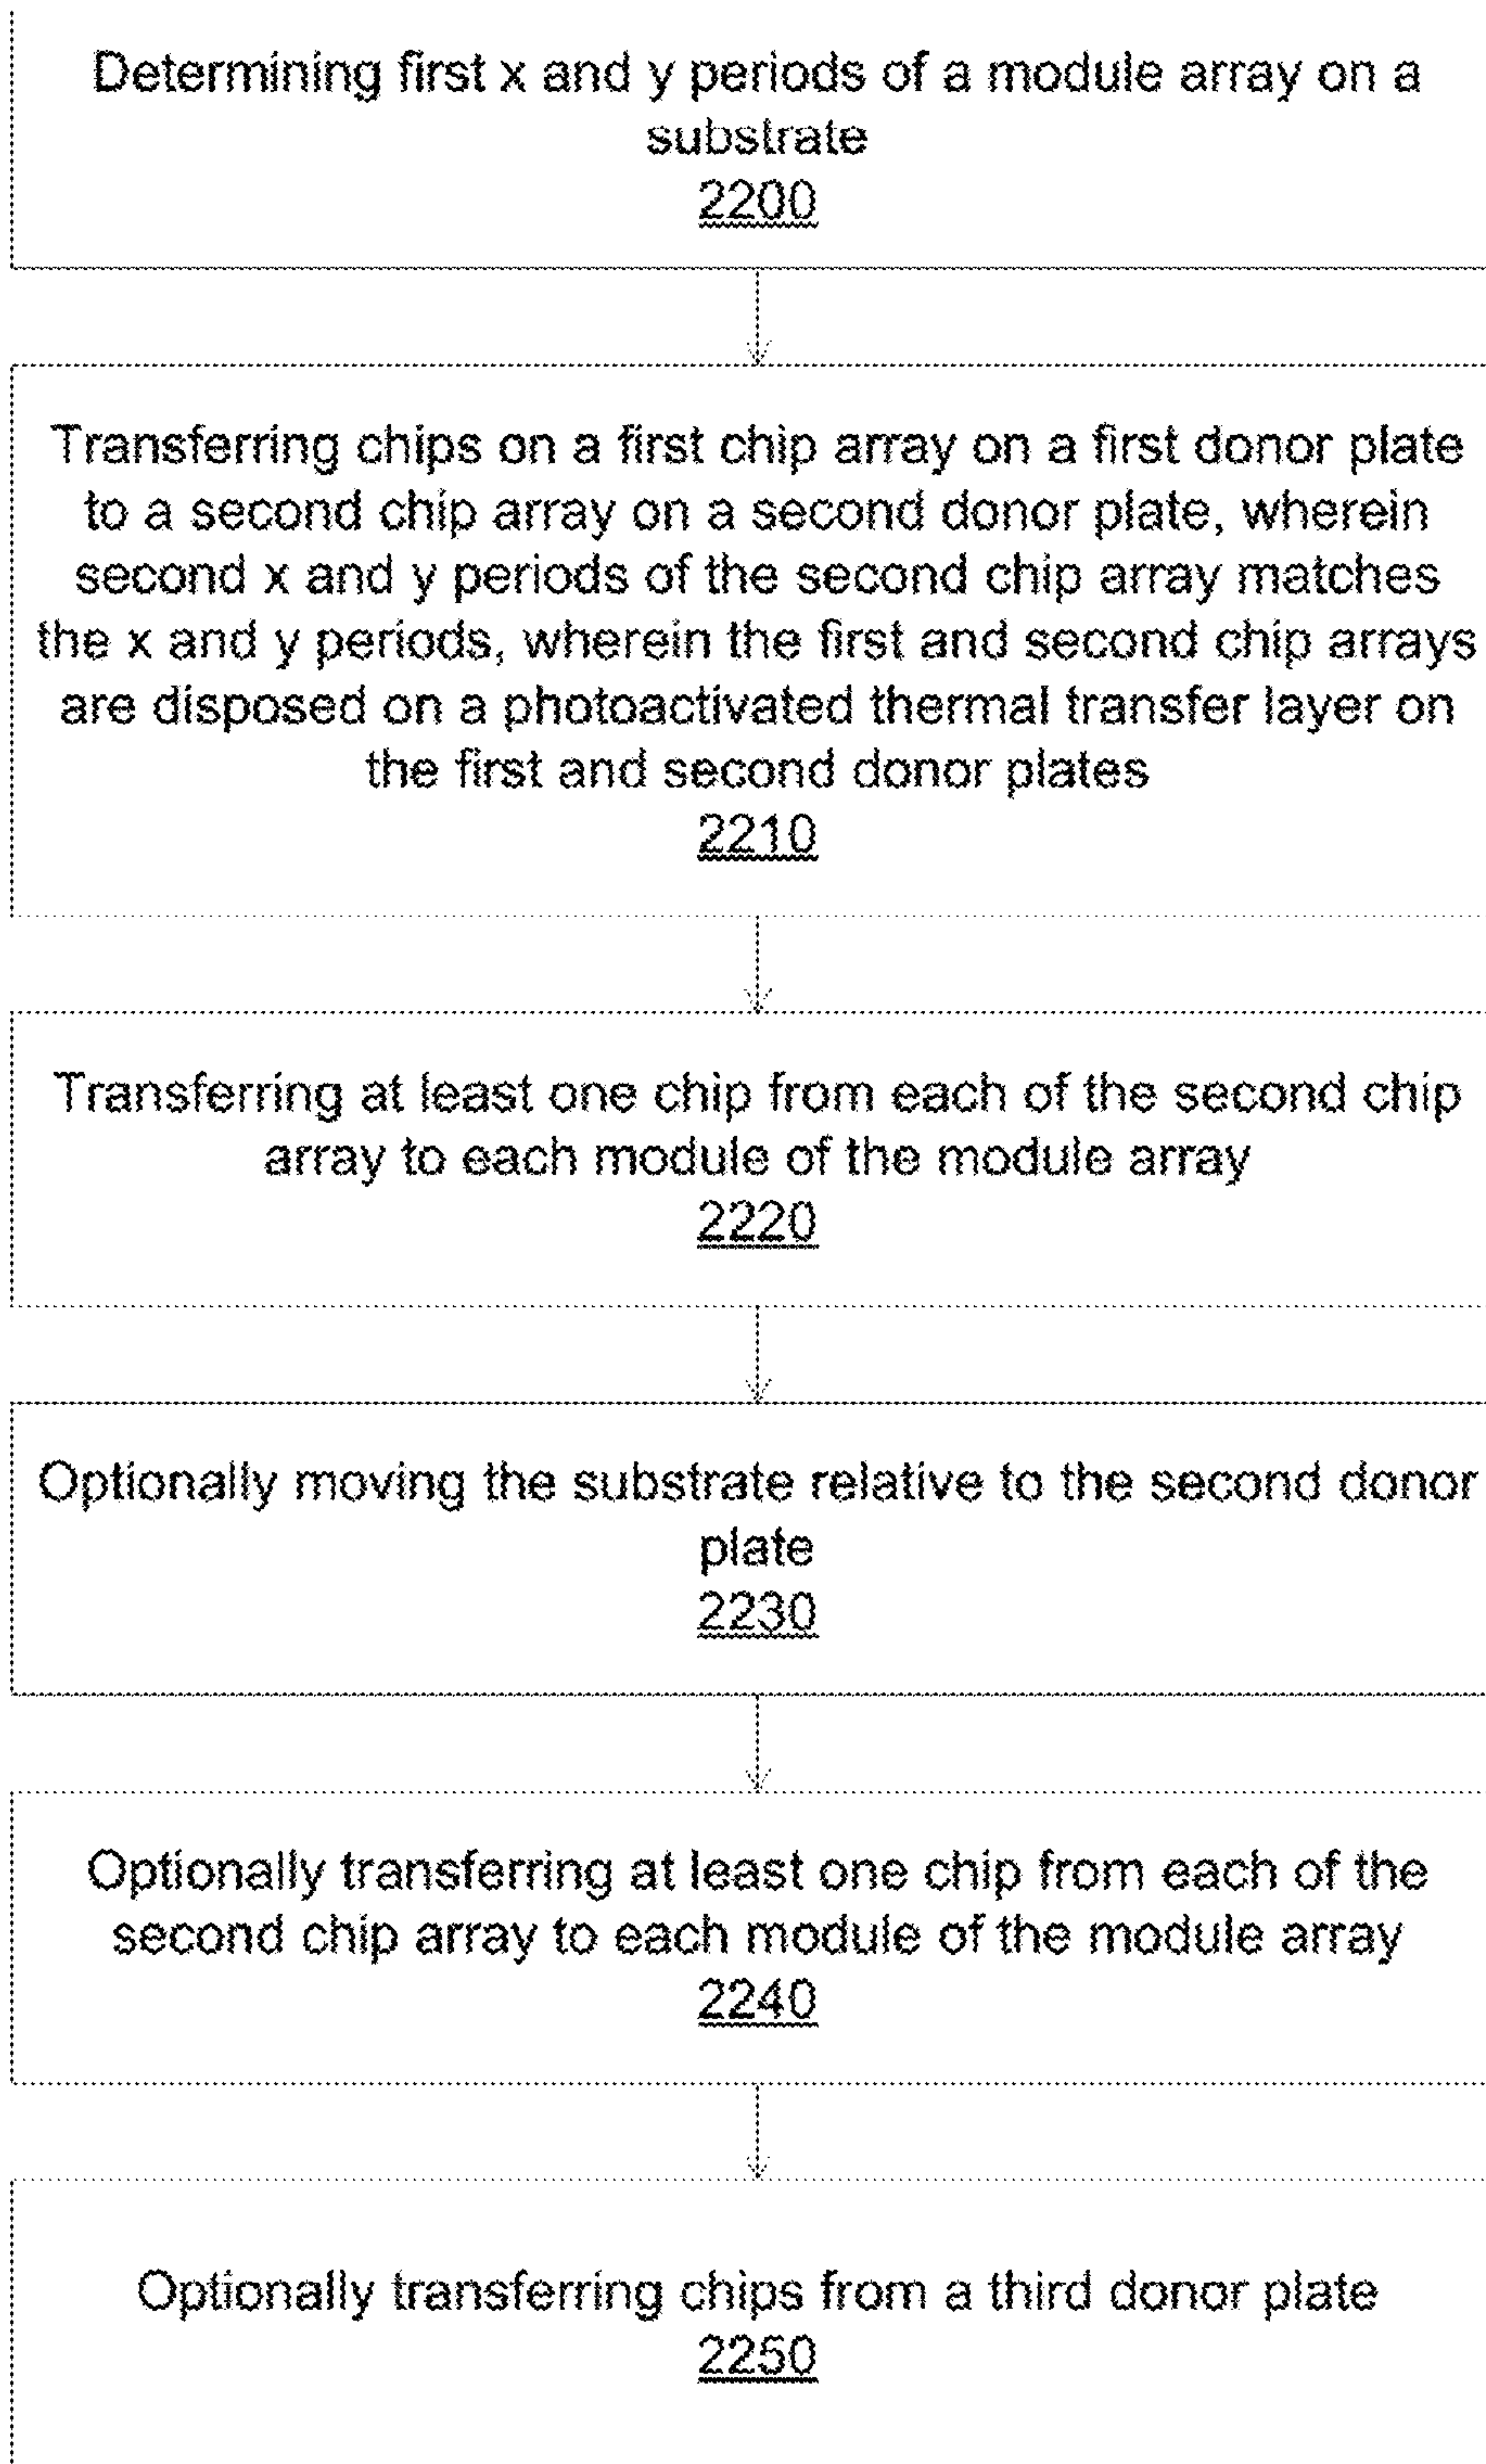 Determining first x and y periods of a module array on a
substrate
2200
Transferring chips on a first chip array on a first donor plate
to a second chip array on a second donor plate, wherein
second x and y periods of the second chip array matches
the x and y periods, wherein the first and second chip arrays
are disposed on a photoactivated thermal transfer layer on
the first and second donor plates
2210
Transferring at least one chip from each of the second chip
array to each module of the module array
2220
Optionally moving the substrate relative to the second donor
plate
2230
Optionally transferring at least one chip from each of the
second chip array to each module of the module array
2240
Optionally transferring chips from a third donor plate
2250